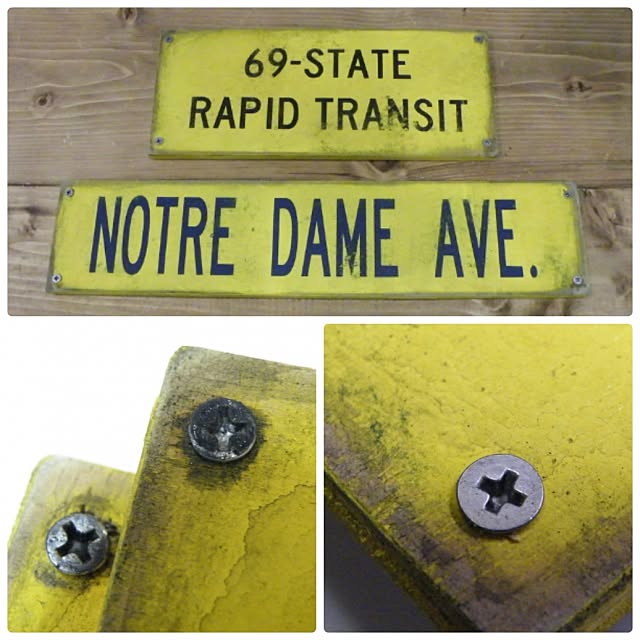 69-STATE
RAPID TRANSIT
NOTRE DAME AVE.